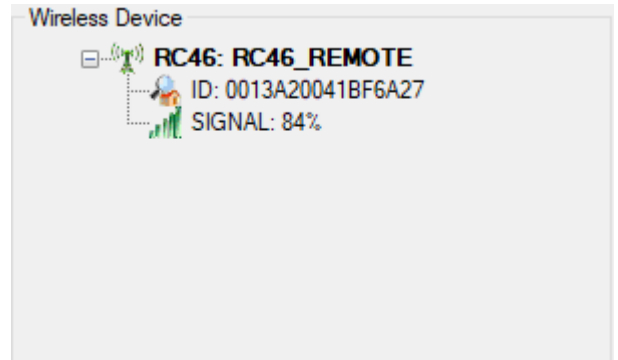 Wireless Device
RC46: RC46_REMOTE
ID: 0013A20041BF6A27
SIGNAL: 84%